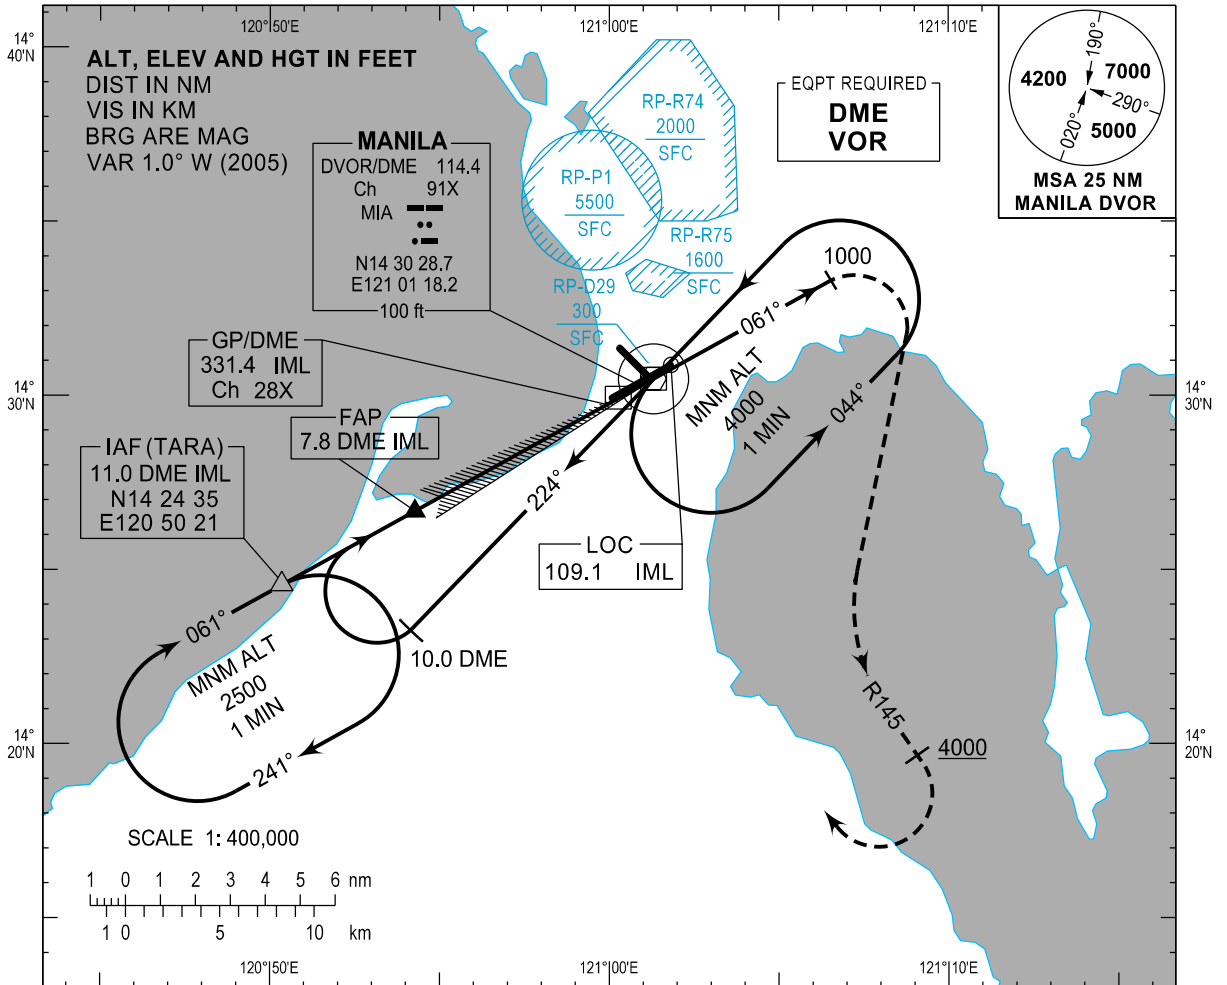 120°50'E
121°00'E
121°10'E
14°
40'N
ALT, ELEV AND HGT IN FEET
DIST IN NM
VIS IN KM
BRG ARE MAG
VAR 1.0° W (2005)
MANILA
DVOR/DME 114.4
Ch 91X
MIA
N14 30 28.7
E121 01 18.2
100 ft
RP-R74
2000
SFC
RP-P1
5500
SFC
RP-R75
1600
SFC
RP-D29
300
SFC
EQPT REQUIRED
DME
VOR
4200
7000
5000
190°
290°
020°
MSA 25 NM
MANILA DVOR
14°
40'N
GP/DME
331.4 IML
Ch 28X
FAP
7.8 DME IML
IAF (TARA)
11.0 DME IML
N14 24 35
E120 50 21
1000
061°
MNM ALT
4000
1 MIN
044°
224°
LOC
109.1 IML
14°
30'N
14°
30'N
061°
MNM ALT
2500
1 MIN
241°
10.0 DME
R145
4000
14°
20'N
14°
20'N
SCALE 1: 400,000
1 0 1 2 3 4 5 6 nm
1 0 5 10 km
120°50'E
121°00'E
121°10'E